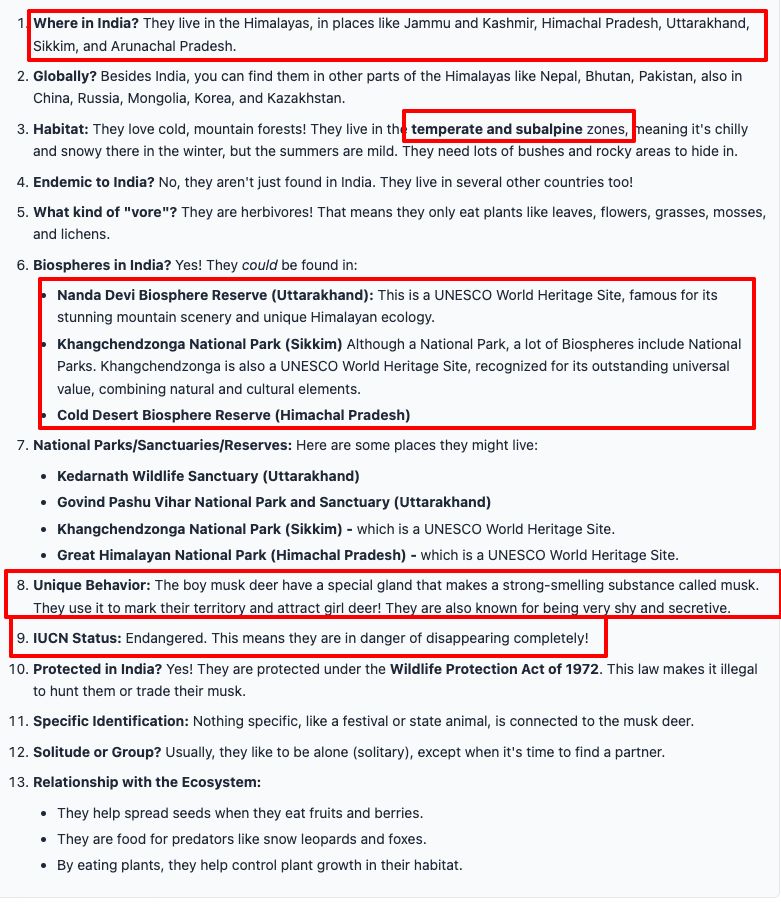 1. Where in India? They live in the Himalayas, in places like Jammu and Kashmir, Himachal Pradesh, Uttarakhand,
Sikkim, and Arunachal Pradesh.
2. Globally? Besides India, you can find them in other parts of the Himalayas like Nepal, Bhutan, Pakistan, also in
China, Russia, Mongolia, Korea, and Kazakhstan.
3. Habitat: They love cold, mountain forests! They live in the temperate and subalpine zones, meaning it's chilly
and snowy there in the winter, but the summers are mild. They need lots of bushes and rocky areas to hide in.
4. Endemic to India? No, they aren't just found in India. They live in several other countries too!
5. What kind of "vore"? They are herbivores! That means they only eat plants like leaves, flowers, grasses, mosses,
and lichens.
6. Biospheres in India? Yes! They could be found in:
• Nanda Devi Biosphere Reserve (Uttarakhand): This is a UNESCO World Heritage Site, famous for its
stunning mountain scenery and unique Himalayan ecology.
• Khangchendzonga National Park (Sikkim) Although a National Park, a lot of Biospheres include National
Parks. Khangchendzonga is also a UNESCO World Heritage Site, recognized for its outstanding universal
value, combining natural and cultural elements.
• Cold Desert Biosphere Reserve (Himachal Pradesh)
7. National Parks/Sanctuaries/Reserves: Here are some places they might live:
• Kedarnath Wildlife Sanctuary (Uttarakhand)
• Govind Pashu Vihar National Park and Sanctuary (Uttarakhand)
• Khangchendzonga National Park (Sikkim) - which is a UNESCO World Heritage Site.
• Great Himalayan National Park (Himachal Pradesh) - which is a UNESCO World Heritage Site.
8. Unique Behavior: The boy musk deer have a special gland that makes a strong-smelling substance called musk.
They use it to mark their territory and attract girl deer! They are also known for being very shy and secretive.
9. IUCN Status: Endangered. This means they are in danger of disappearing completely!
10. Protected in India? Yes! They are protected under the Wildlife Protection Act of 1972. This law makes it illegal
to hunt them or trade their musk.
11. Specific Identification: Nothing specific, like a festival or state animal, is connected to the musk deer.
12. Solitude or Group? Usually, they like to be alone (solitary), except when it's time to find a partner.
13. Relationship with the Ecosystem:
• They help spread seeds when they eat fruits and berries.
• They are food for predators like snow leopards and foxes.
• By eating plants, they help control plant growth in their habitat.